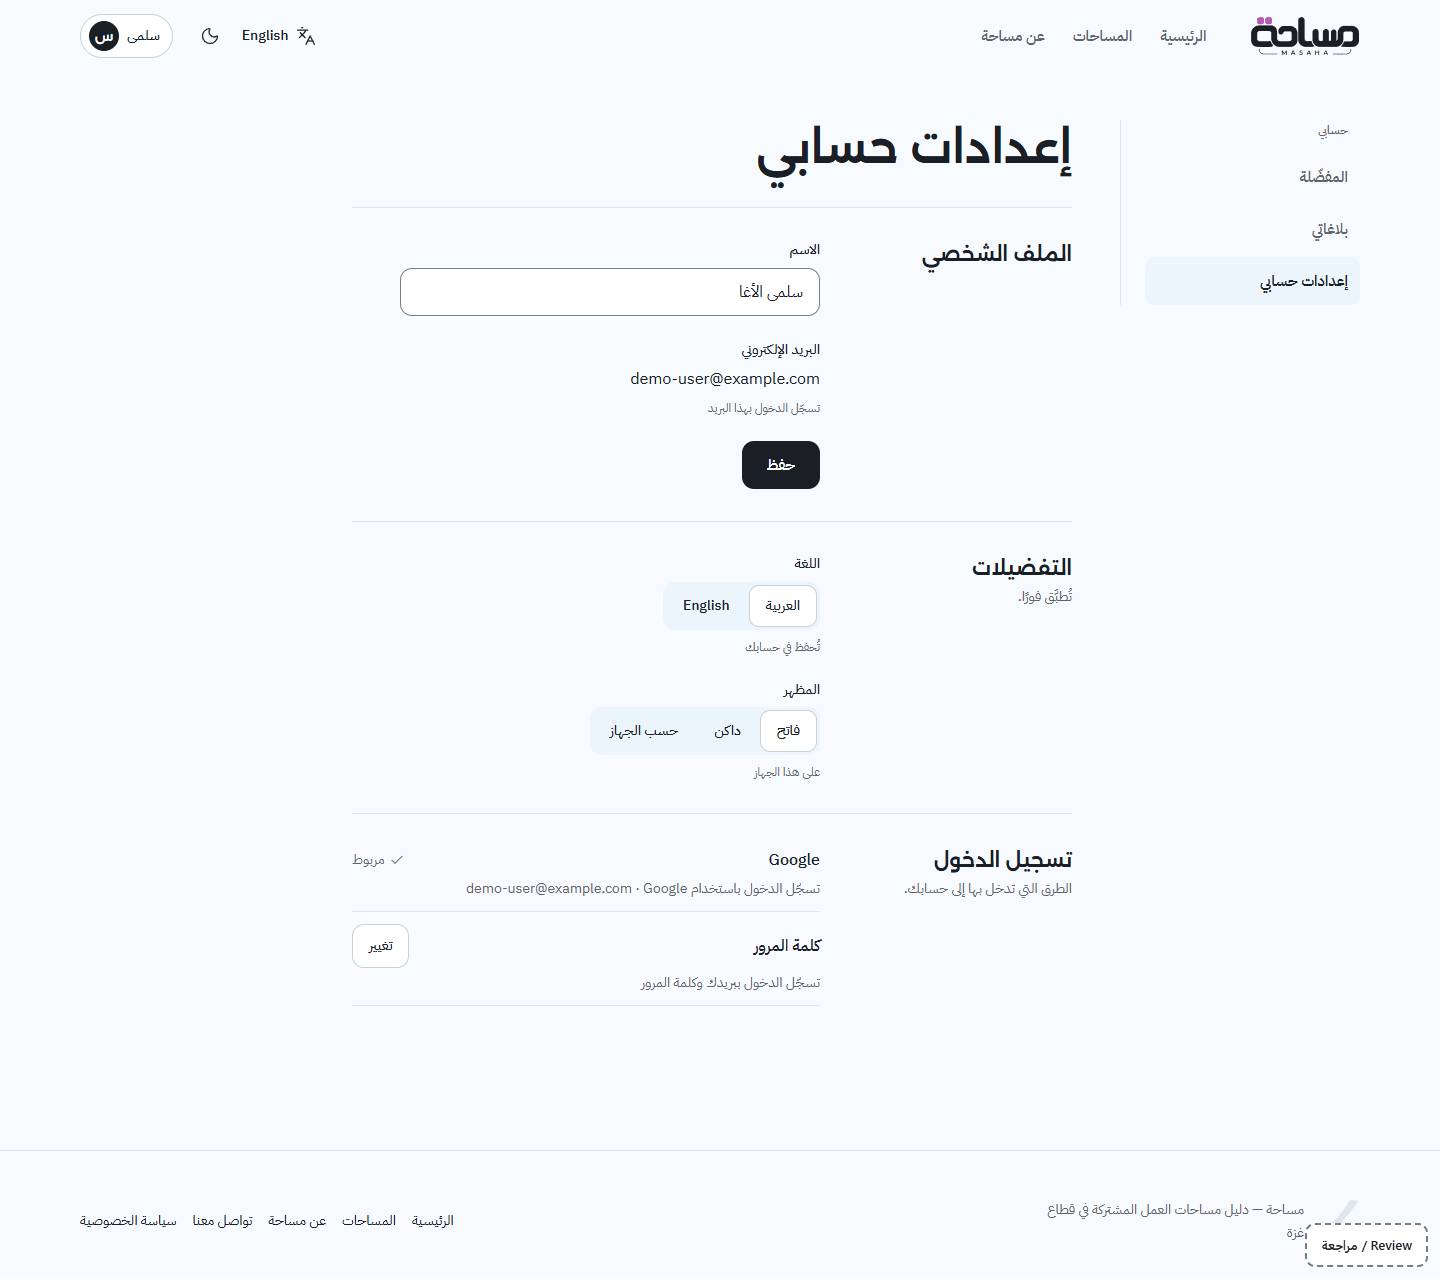 مساحة
MASAHA
الرئيسية
المساحات
عن مساحة
English
سلمى
س
حسابي
المفضّلة
بلاغاتي
إعدادات حسابي
إعدادات حسابي
الملف الشخصي
الاسم
سلمى الأغا
البريد الإلكتروني
demo-user@example.com
تسجّل الدخول بهذا البريد
حفظ
التفضيلات
تُطبَّق فورًا.
اللغة
العربية
English
تُحفظ في حسابك
المظهر
فاتح
داكن
حسب الجهاز
على هذا الجهاز
تسجيل الدخول
الطرق التي تدخل بها إلى حسابك.
Google
مربوط
تسجّل الدخول باستخدام Google · demo-user@example.com
كلمة المرور
تغيير
تسجّل الدخول ببريدك وكلمة المرور
مساحة — دليل مساحات العمل المشتركة في قطاع
غزة
الرئيسية
المساحات
عن مساحة
تواصل معنا
سياسة الخصوصية
مراجعة / Review